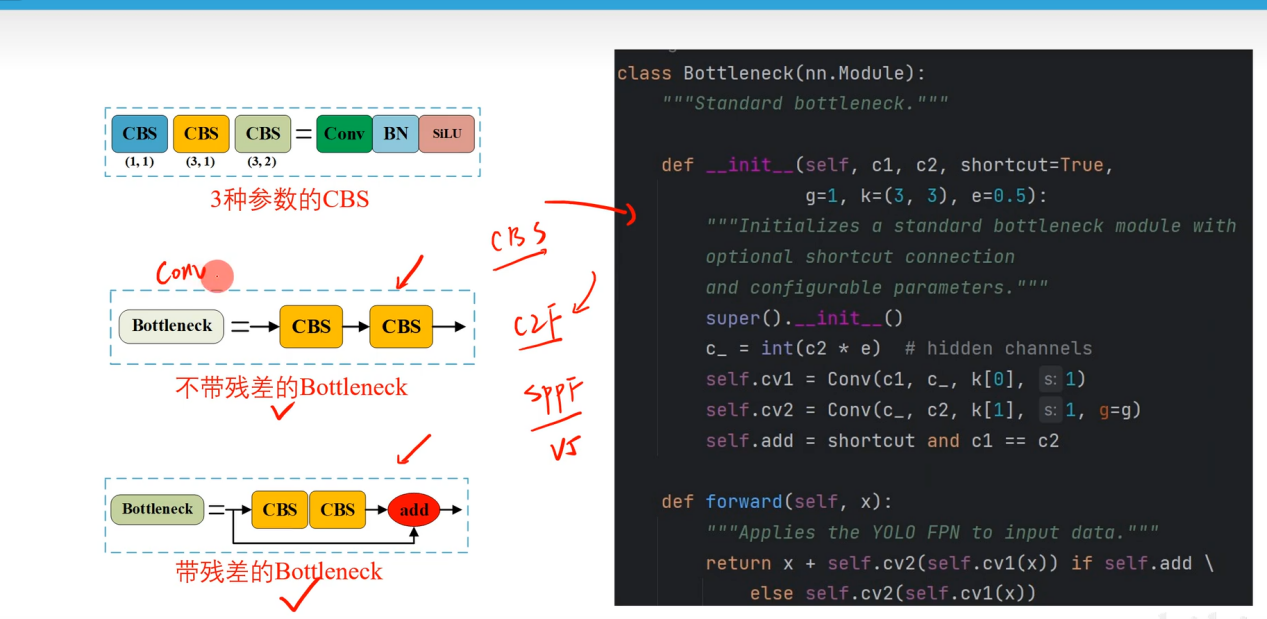 CBS CBS CBS = Conv BN SiLU
(1, 1) (3, 1) (3, 2)
3种参数的CBS
Conv
Bottleneck = CBS CBS
不带残差的Bottleneck
Bottleneck = CBS CBS add
带残差的Bottleneck
CBS
C2F
SPPF
V5
class Bottleneck(nn.Module):
"""Standard bottleneck."""
def __init__(self, c1, c2, shortcut=True,
g=1, k=(3, 3), e=0.5):
"""Initializes a standard bottleneck module with
optional shortcut connection
and configurable parameters."""
super().__init__()
c_ = int(c2 * e)  # hidden channels
self.cv1 = Conv(c1, c_, k[0], s: 1)
self.cv2 = Conv(c_, c2, k[1], s: 1, g=g)
self.add = shortcut and c1 == c2
def forward(self, x):
"""Applies the YOLO FPN to input data."""
return x + self.cv2(self.cv1(x)) if self.add \
else self.cv2(self.cv1(x))